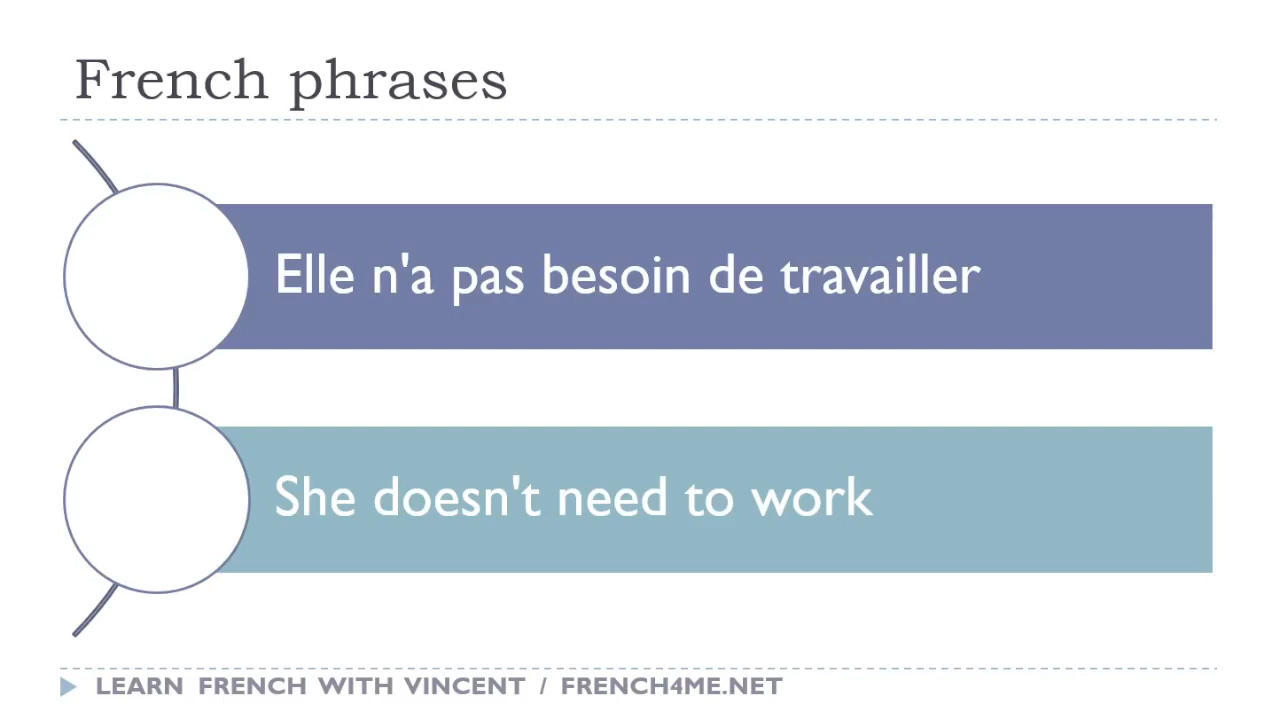 French phrases
Elle n'a pas besoin de travailler
She doesn't need to work
LEARN FRENCH WITH VINCENT / FRENCH4ME.NET